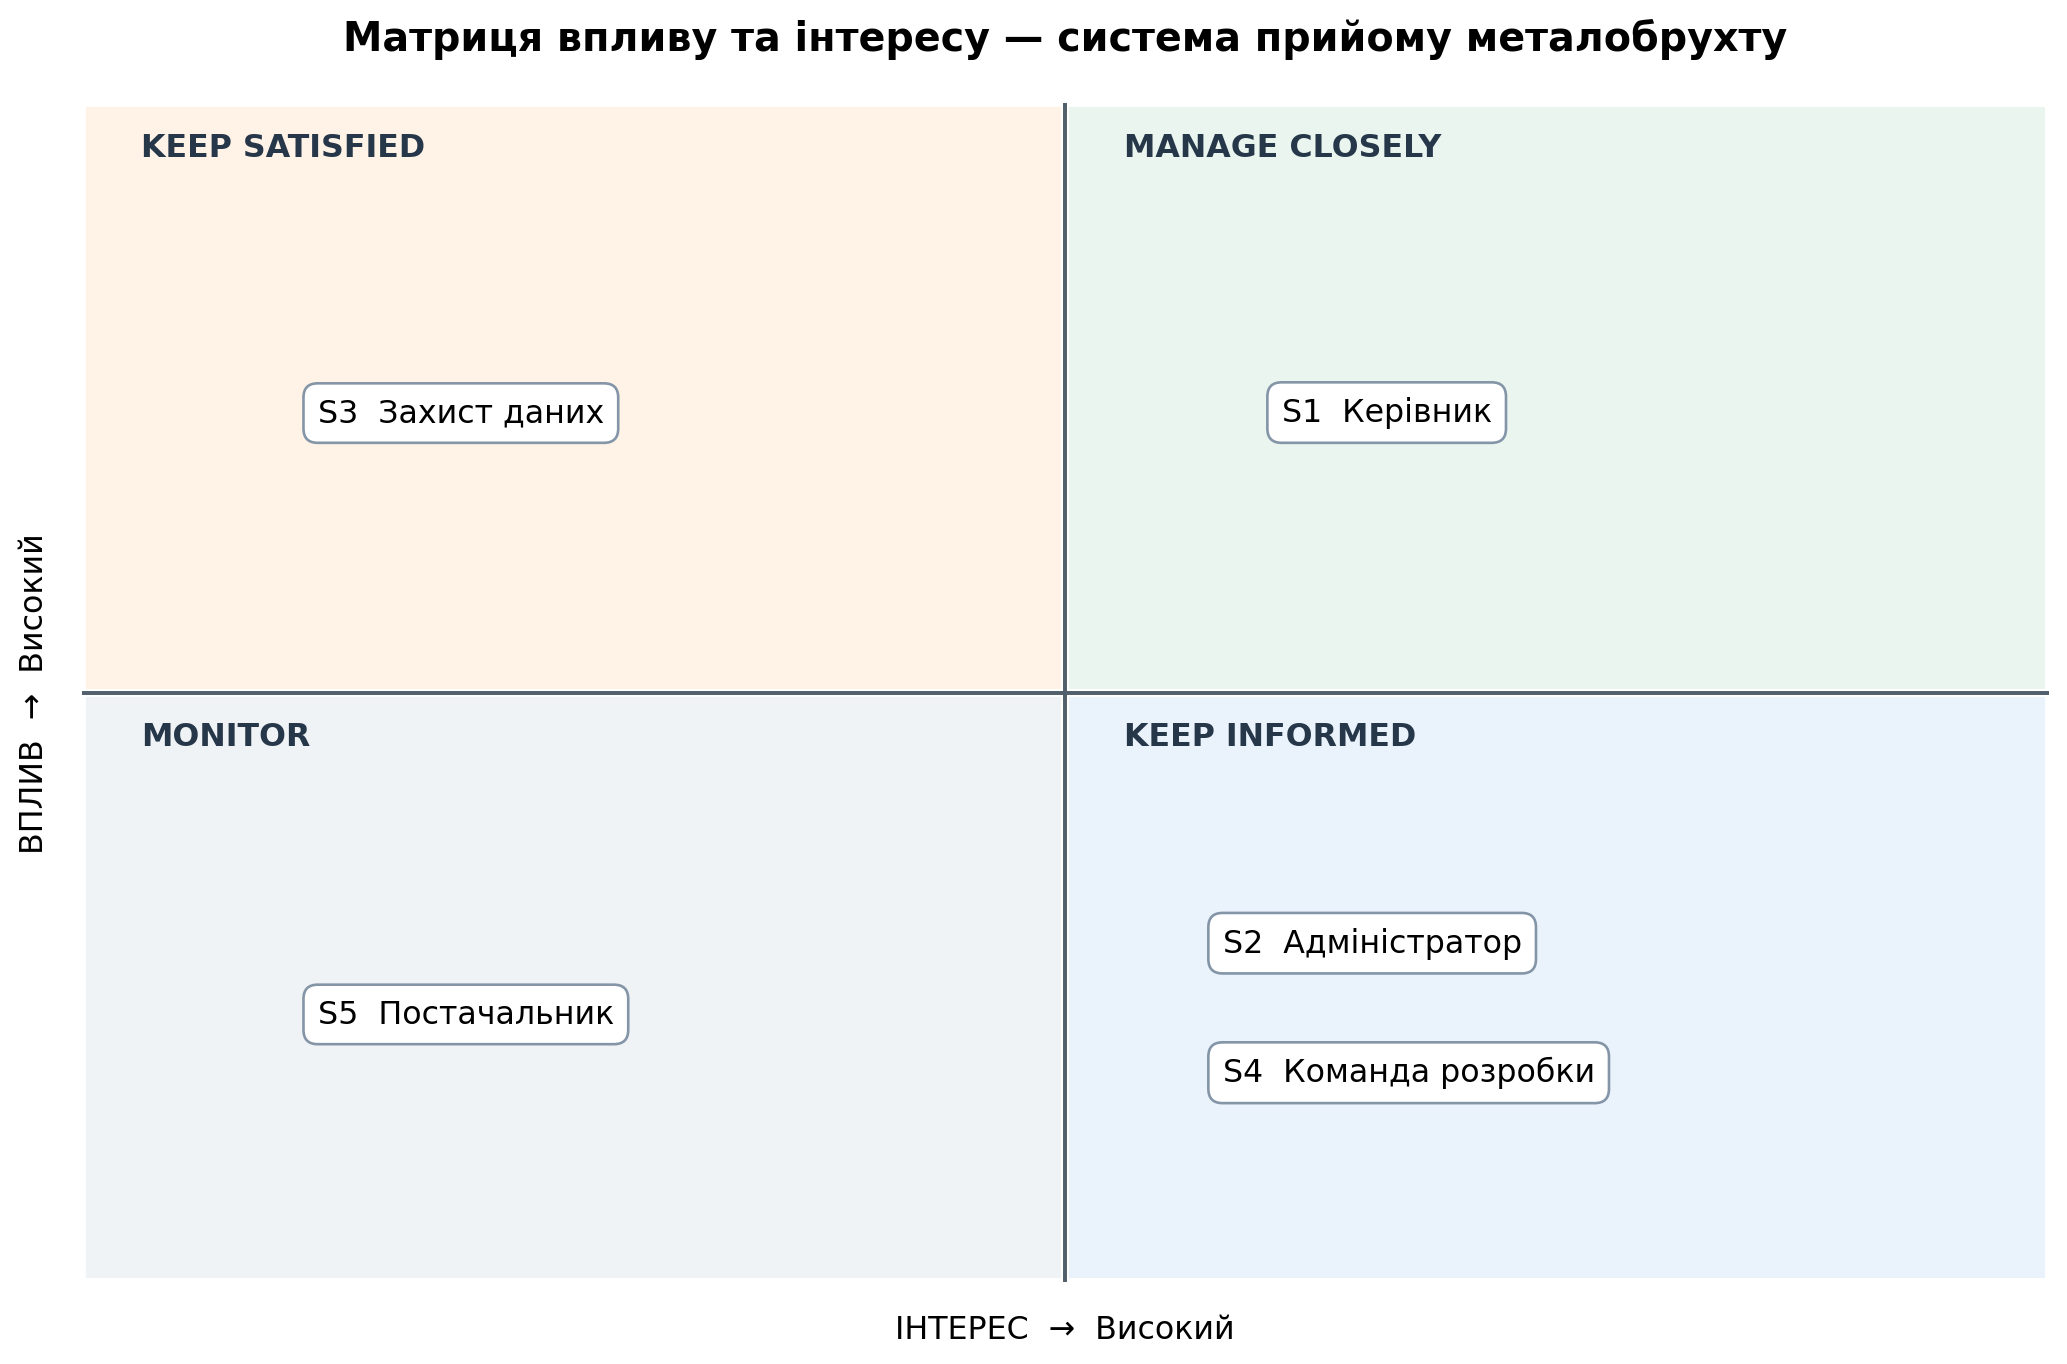 Матриця впливу та інтересу — система прийому металобрухту
KEEP SATISFIED
MANAGE CLOSELY
S3 Захист даних
S1 Керівник
ВПЛИВ → Високий
MONITOR
KEEP INFORMED
S2 Адміністратор
S5 Постачальник
S4 Команда розробки
ІНТЕРЕС → Високий